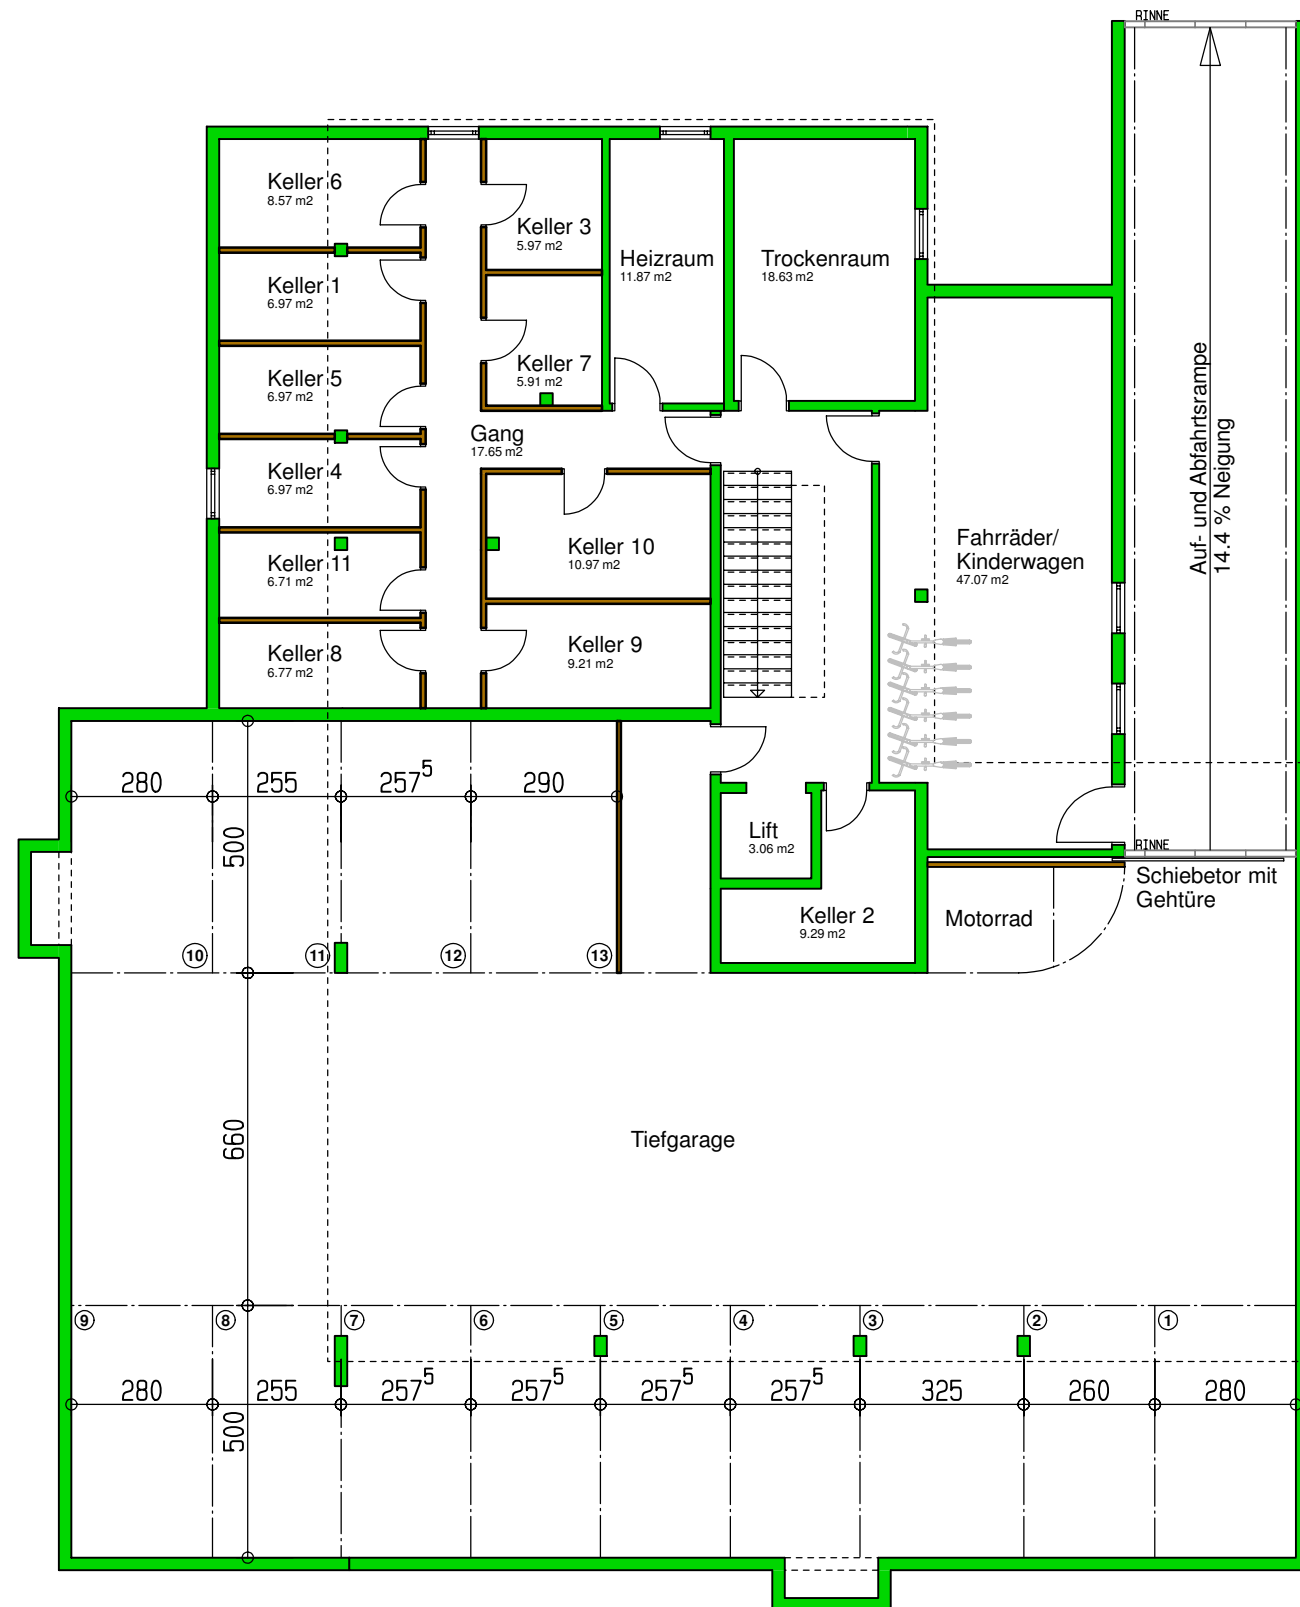 RINNE
Keller 6
8.57 m2
Keller 3
5.97 m2
Heizraum
11.87 m2
Trockenraum
18.63 m2
Keller 1
6.97 m2
Keller 7
5.91 m2
Keller 5
6.97 m2
Gang
17.65 m2
Keller 4
6.97 m2
Auf- und Abfahrtsrampe
14.4 % Neigung
Keller 10
10.97 m2
Fahrräder/
Kinderwagen
47.07 m2
Keller 11
6.71 m2
Keller 9
9.21 m2
Keller 8
6.77 m2
280 255 257⁵ 290
500
Lift
3.06 m2
RINNE
Schiebetor mit
Gehtüre
Keller 2
9.29 m2
Motorrad
10 11 12 13
660
Tiefgarage
9 8 7 6 5 4 3 2 1
280 255 257⁵ 257⁵ 257⁵ 257⁵ 325 260 280
500